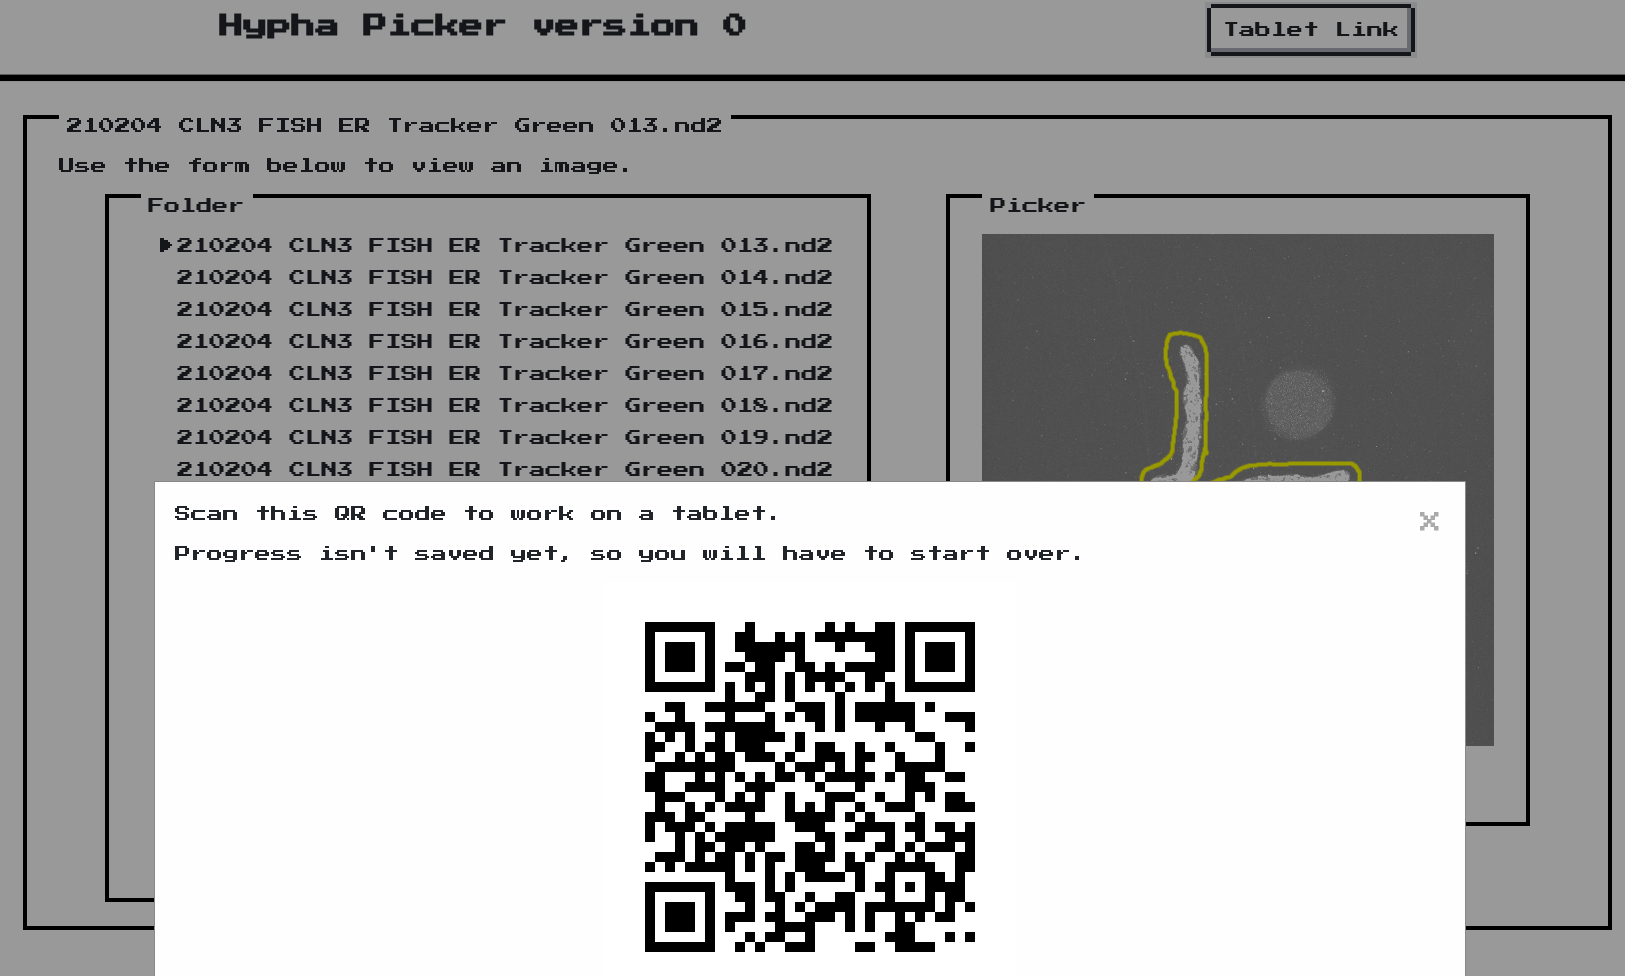 Hypha Picker version 0
Tablet Link
210204 CLN3 FISH ER Tracker Green 013.nd2
Use the form below to view an image.
Folder
210204 CLN3 FISH ER Tracker Green 013.nd2
210204 CLN3 FISH ER Tracker Green 014.nd2
210204 CLN3 FISH ER Tracker Green 015.nd2
210204 CLN3 FISH ER Tracker Green 016.nd2
210204 CLN3 FISH ER Tracker Green 017.nd2
210204 CLN3 FISH ER Tracker Green 018.nd2
210204 CLN3 FISH ER Tracker Green 019.nd2
210204 CLN3 FISH ER Tracker Green 020.nd2
Picker
Scan this QR code to work on a tablet.
Progress isn't saved yet, so you will have to start over.